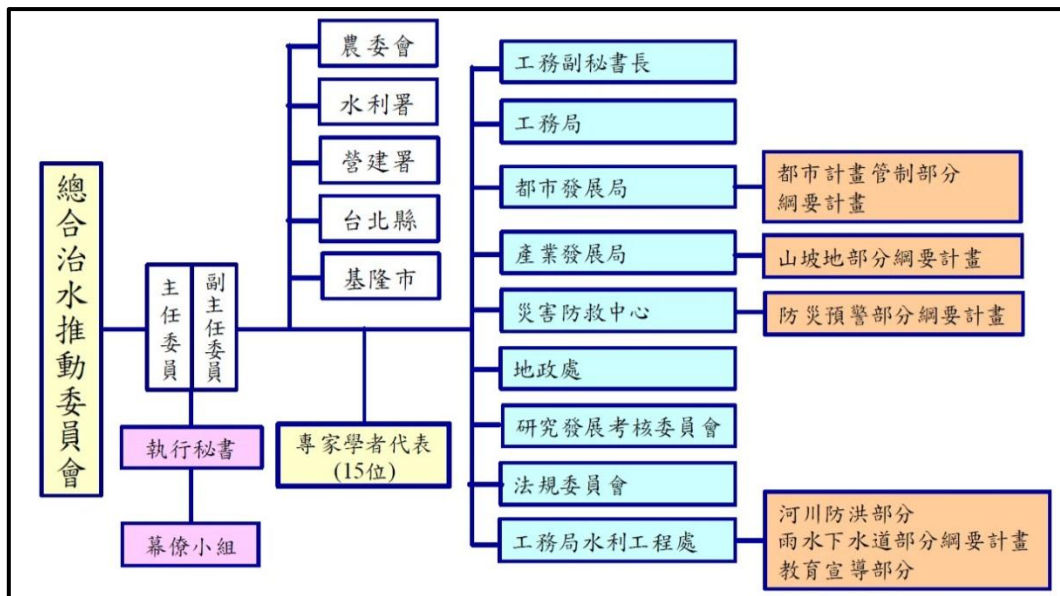 總合治水推動委員會
主任委員
副主任委員
執行秘書
幕僚小組
農委會
水利署
營建署
台北縣
基隆市
專家學者代表
(15位)
工務副秘書長
工務局
都市發展局
都市計畫管制部分
綱要計畫
產業發展局
山坡地部分綱要計畫
災害防救中心
防災預警部分綱要計畫
地政處
研究發展考核委員會
法規委員會
工務局水利工程處
河川防洪部分
雨水下水道部分綱要計畫
教育宣導部分